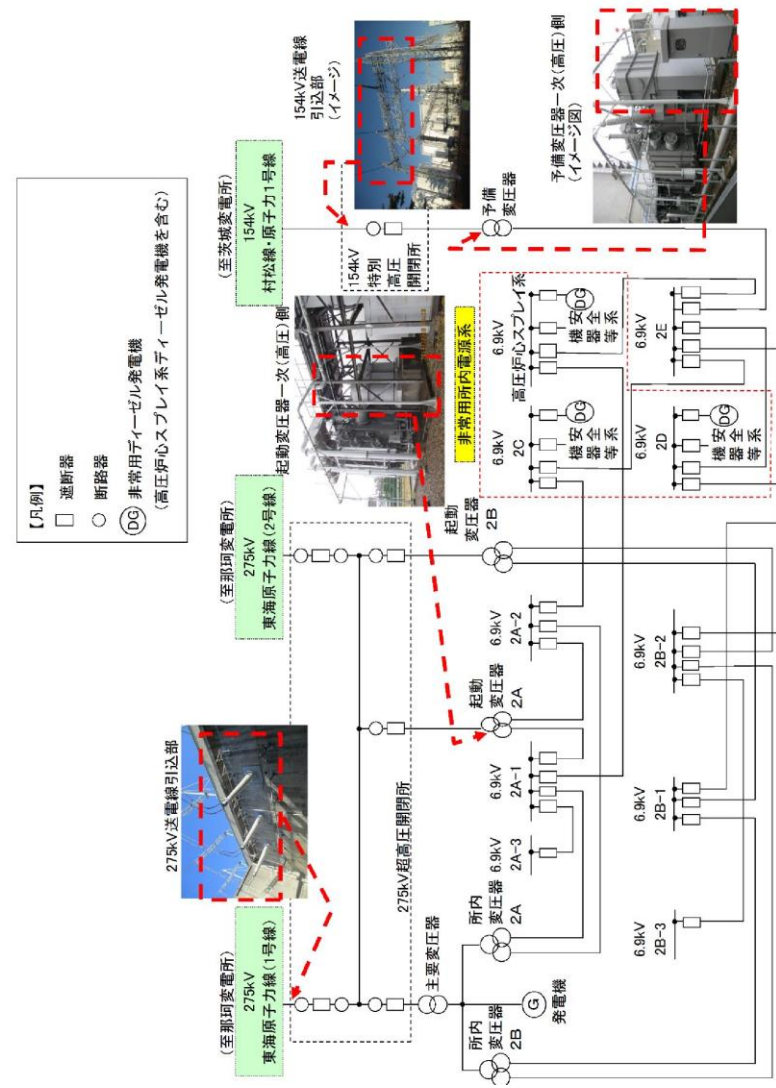 【凡例】
遮断器
断路器
DG 非常用ディーゼル発電機
(高圧炉心スプレイ系ディーゼル発電機を含む)
(至那珂変電所)
275kV
東海原子力線(1号線)
275kV送電線引込部
(至那珂変電所)
275kV
東海原子力線(2号線)
起動変圧器一次(高圧)側
(至茨城変電所)
154kV
村松線・原子力1号線
154kV送電線
引込部
(イメージ)
275kV超高圧開閉所
154kV
特別
高圧
開閉所
主要変圧器
起動
変圧器
2A
起動
変圧器
2B
予備
変圧器
予備変圧器一次(高圧)側
(イメージ図)
非常用所内電源系
所内
変圧器
2B
所内
変圧器
2A
G
発電機
6.9kV
2A-3
6.9kV
2A-1
6.9kV
2A-2
6.9kV
2C
DG
安全
機器
等系
6.9kV
高圧炉心スプレイ系
DG
安全
機器
等系
6.9kV
2B-3
6.9kV
2B-1
6.9kV
2B-2
6.9kV
2D
DG
安全
機器
等系
6.9kV
2E